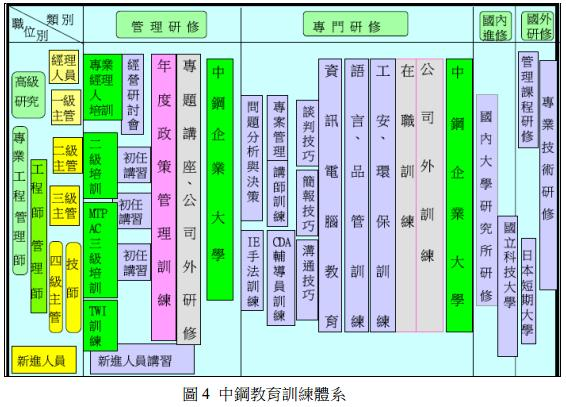 職位別
類別
管理研修
專門研修
國內進修
國外研修
高級研究
專業工程管理師
工程師管理師
經理人員
一級主管
二級主管
三級主管
四級主管
技師
新進人員
專業經理人培訓
經營研討會
二級培訓
初任講習
MTP
AC
三級培訓
初任講習
初任講習
TWI
訓練
新進人員講習
年度政策管理訓練
專題講座、公司外研修
中鋼企業大學
問題分析與決策
IE手法訓練
專案管理
講師訓練
CDA輔導員訓練
談判技巧
簡報技巧
溝通技巧
資訊電腦教育
語言、品管訓練
工安、環保訓練
在職訓練
公司外訓練
中鋼企業大學
國內大學研究所研修
國立科技大學
管理課程研修
日本短期大學
專業技術研修
圖 4 中鋼教育訓練體系